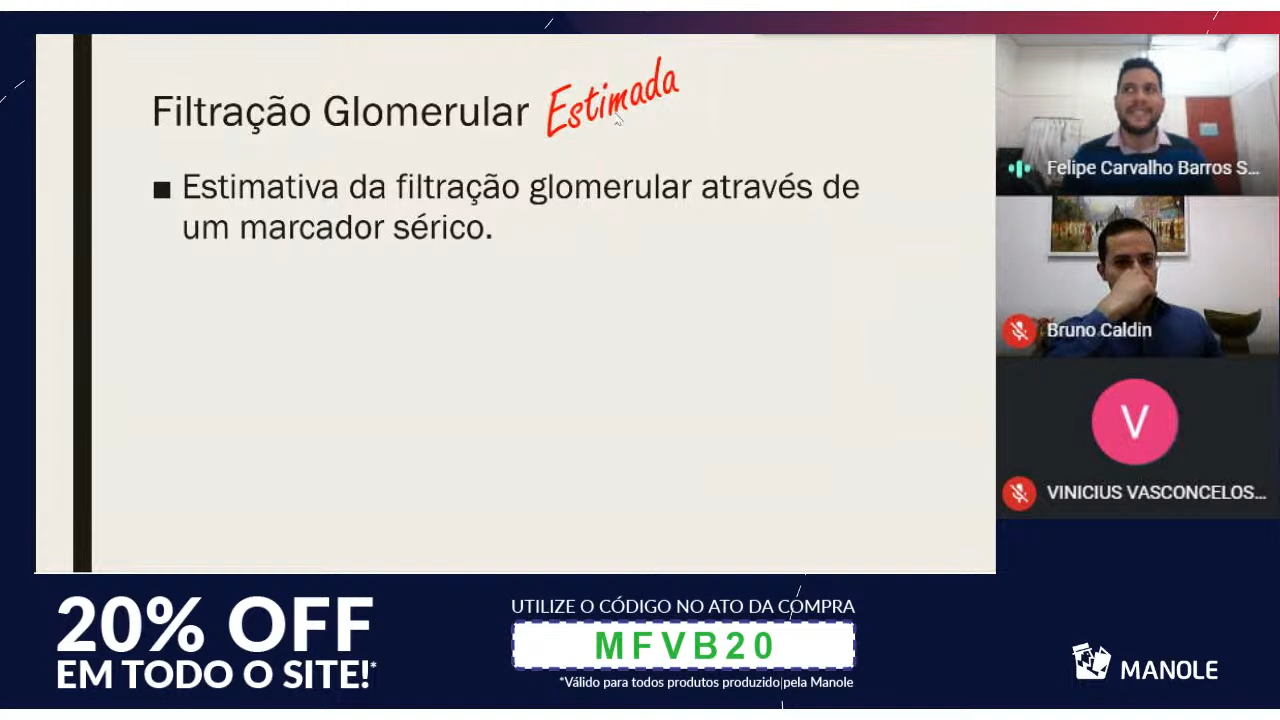 Filtração Glomerular Estimada
■ Estimativa da filtração glomerular através de
um marcador sérico.
Felipe Carvalho Barros S...
Bruno Caldin
V
VINICIUS VASCONCELOS...
20% OFF
EM TODO O SITE!*
UTILIZE O CÓDIGO NO ATO DA COMPRA
MFVB20
*Válido para todos produtos produzido pela Manole
MANOLE